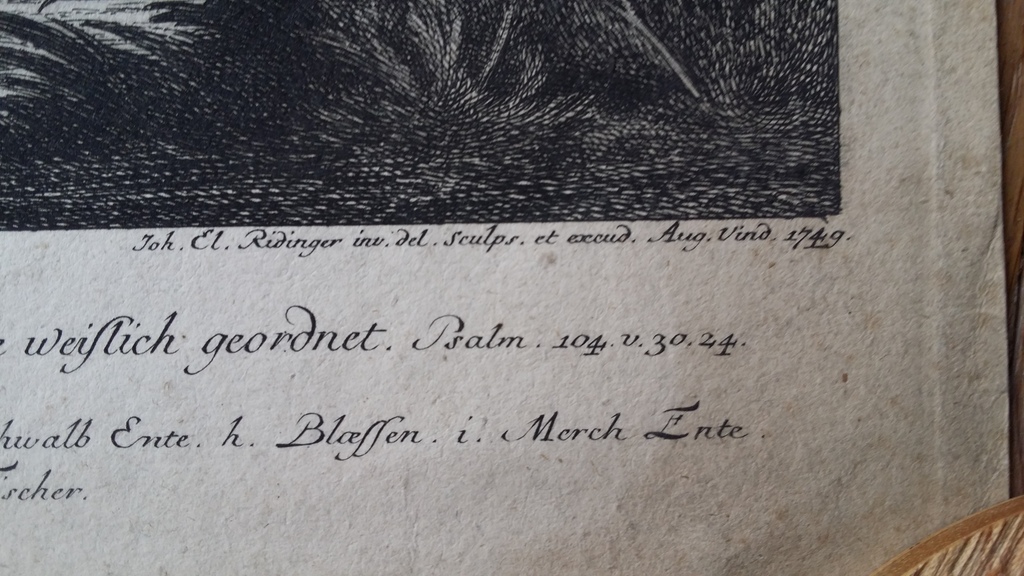 Joh. El. Ridinger inv. del. Sculps. et excud. Aug. Vind. 1749.
weiſlich geordnet. Psalm. 104. v. 30. 24.
hwalb Ente. h. Blæſſen. i. Merch Ente.
scher.